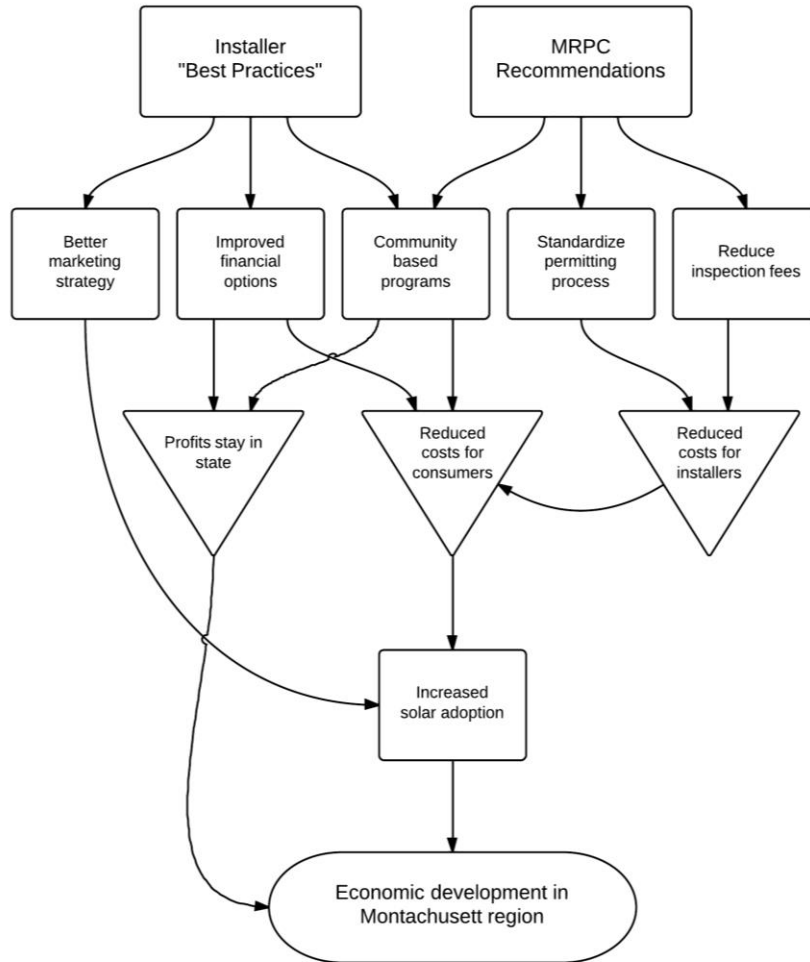 Installer
"Best Practices"
MRPC
Recommendations
Better
marketing
strategy
Improved
financial
options
Community
based
programs
Standardize
permitting
process
Reduce
inspection fees
Profits stay in
state
Reduced
costs for
consumers
Reduced
costs for
installers
Increased
solar adoption
Economic development in
Montachusett region